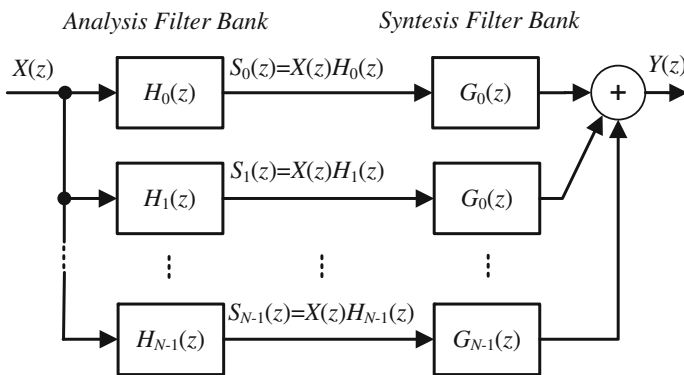 Analysis Filter Bank
Syntesis Filter Bank
X(z)
H0(z)
S0(z)=X(z)H0(z)
G0(z)
+
Y(z)
H1(z)
S1(z)=X(z)H1(z)
G0(z)
HN-1(z)
SN-1(z)=X(z)HN-1(z)
GN-1(z)